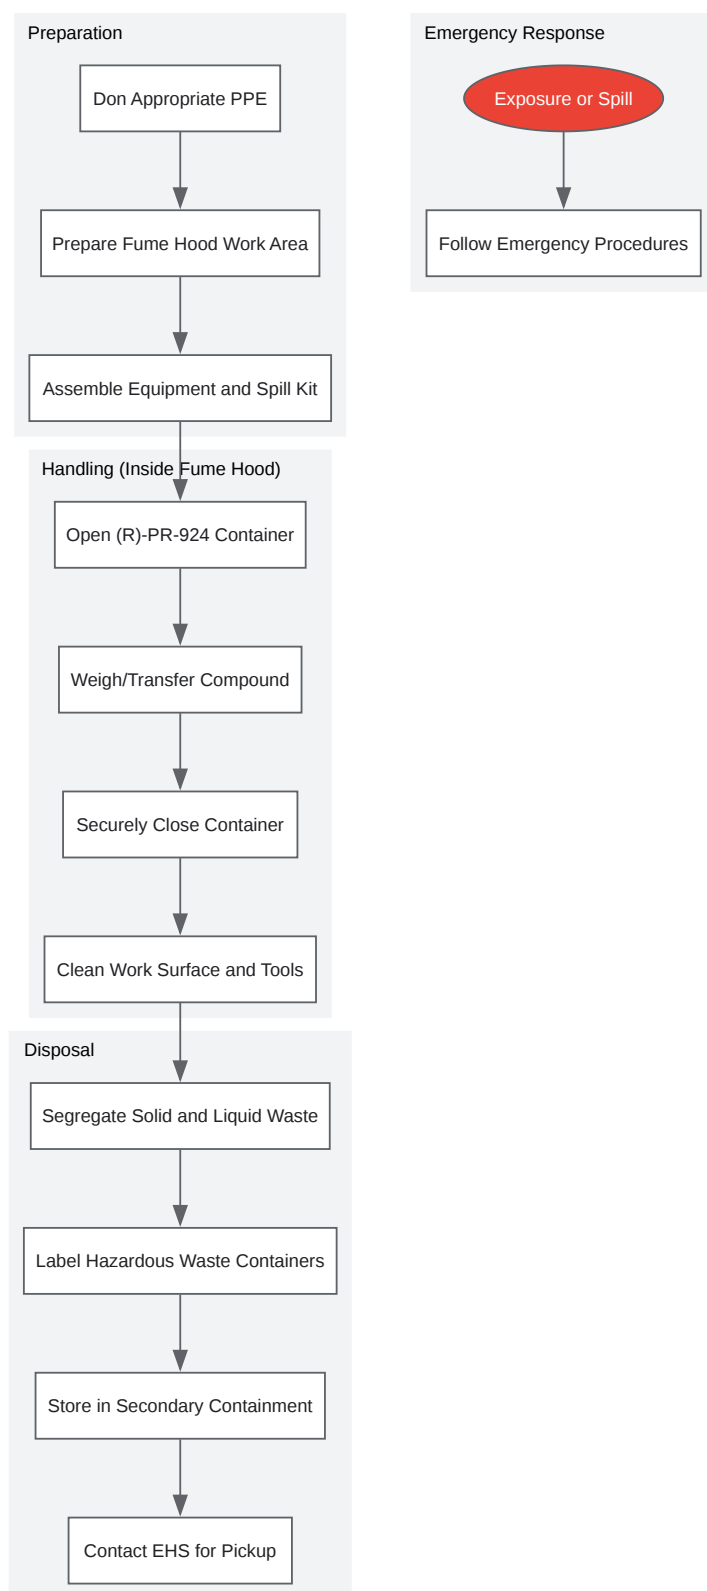 Preparation
Don Appropriate PPE
Prepare Fume Hood Work Area
Assemble Equipment and Spill Kit
Handling (Inside Fume Hood)
Open (R)-PR-924 Container
Weigh/Transfer Compound
Securely Close Container
Clean Work Surface and Tools
Disposal
Segregate Solid and Liquid Waste
Label Hazardous Waste Containers
Store in Secondary Containment
Contact EHS for Pickup
Emergency Response
Exposure or Spill
Follow Emergency Procedures